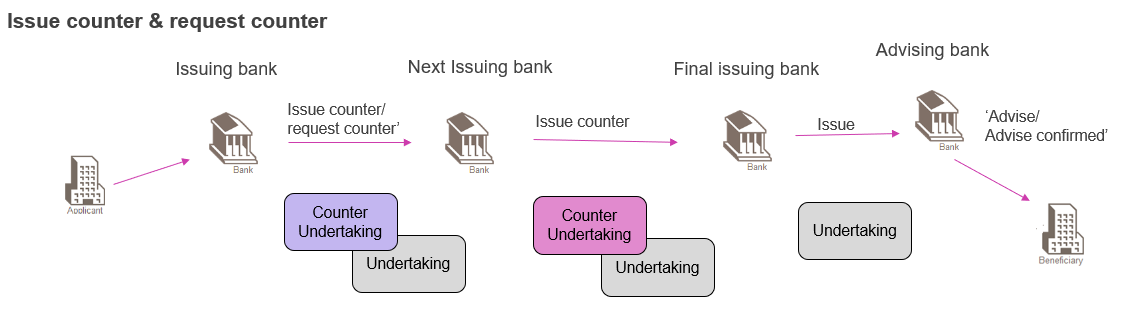 Issue counter & request counter
Issuing bank
Next Issuing bank
Final issuing bank
Advising bank
Issue counter/
request counter’
Issue counter
Issue
‘Advise/
Advise confirmed’
Applicant
Bank
Bank
Bank
Bank
Beneficiary
Counter
Undertaking
Undertaking
Counter
Undertaking
Undertaking
Undertaking